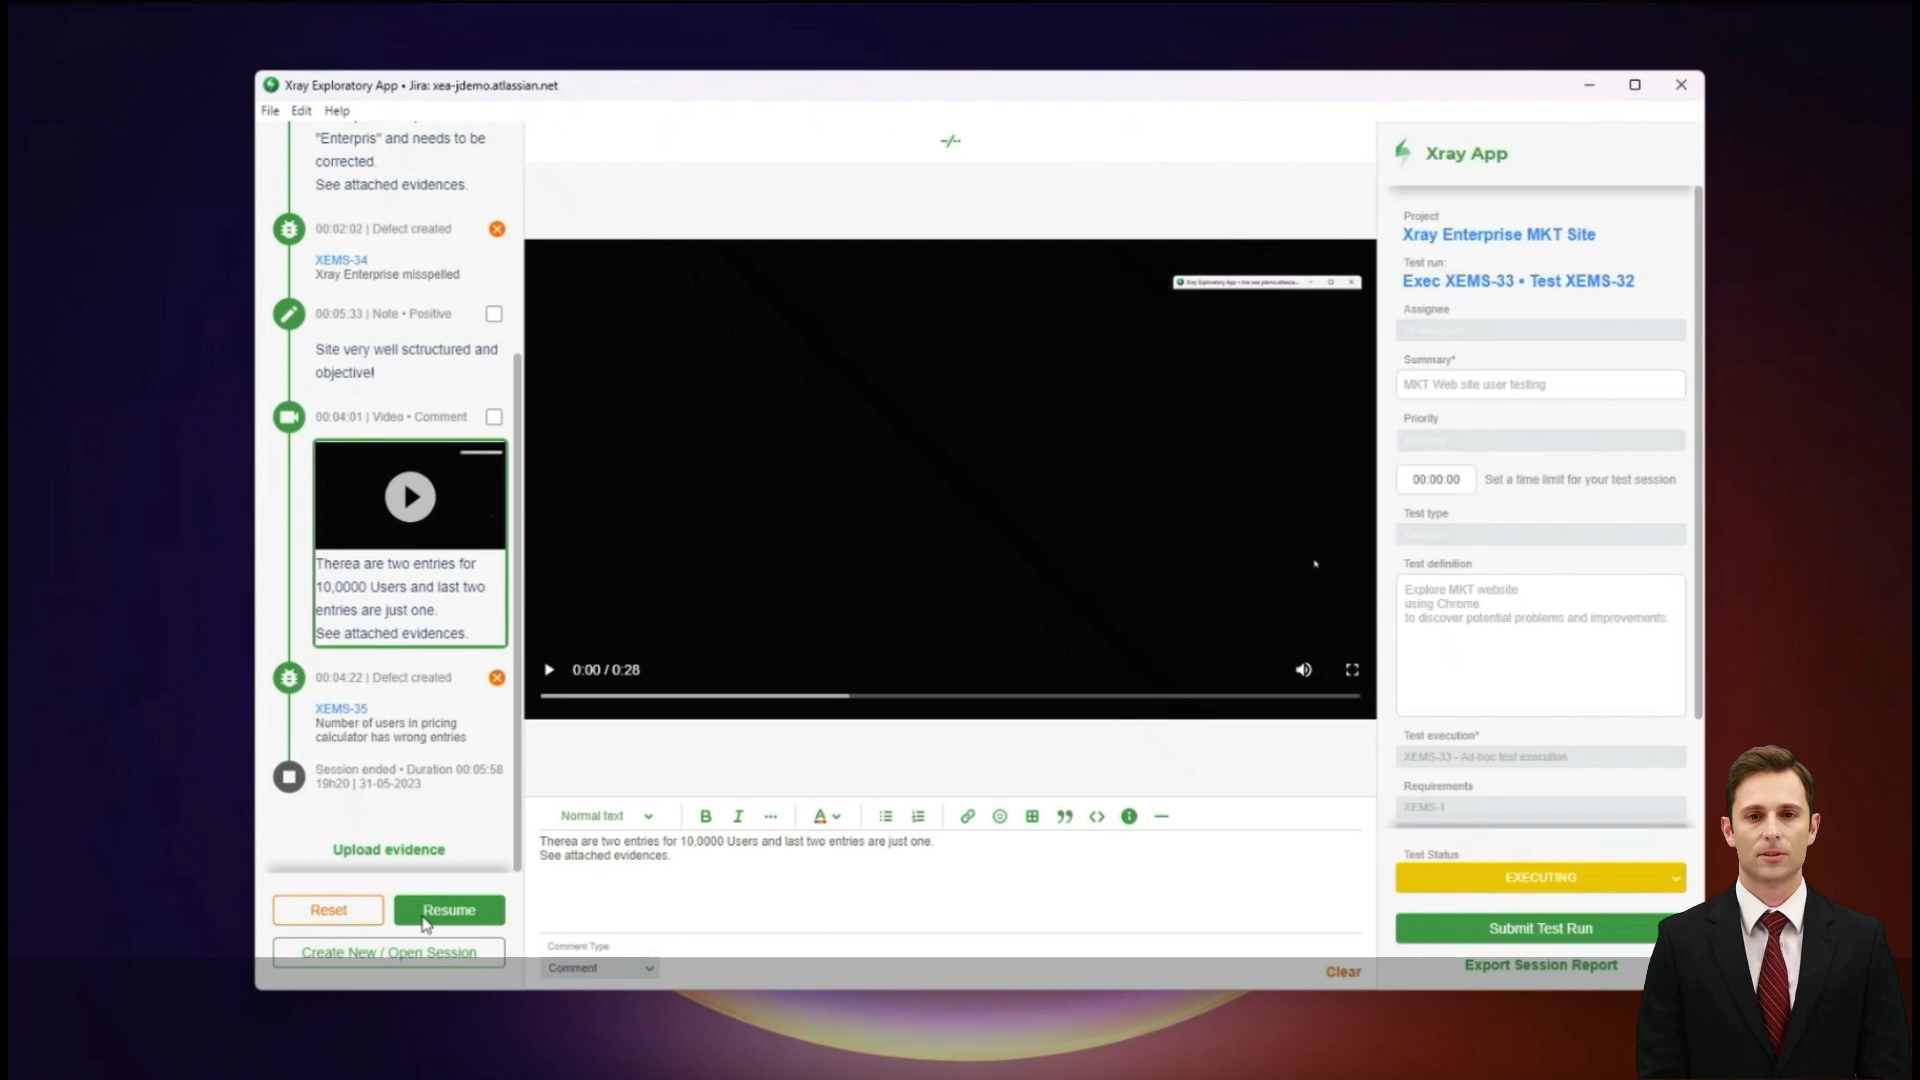 Xray Exploratory App • Jira: xea-jdemo.atlassian.net
File Edit Help
"Enterpris" and needs to be
corrected.
See attached evidences.
00:02:02 | Defect created
XEMS-34
Xray Enterprise misspelled
00:05:33 | Note • Positive
Site very well sctructured and
objective!
00:04:01 | Video • Comment
Therea are two entries for
10,0000 Users and last two
entries are just one.
See attached evidences.
00:04:22 | Defect created
XEMS-35
Number of users in pricing
calculator has wrong entries
Session ended • Duration 00:05:58
19h20 | 31-05-2023
Upload evidence
Reset
Resume
Create New / Open Session
--/--
0:00 / 0:28
Normal text
Therea are two entries for 10,0000 Users and last two entries are just one.
See attached evidences.
Comment Type
Comment
Clear
Xray App
Project
Xray Enterprise MKT Site
Test run:
Exec XEMS-33 • Test XEMS-32
Assignee
Summary*
MKT Web site user testing
Priority
00:00:00 Set a time limit for your test session
Test type
Test definition
Explore MKT website
using Chrome
to discover potential problems and improvements.
Test execution*
XEMS-33 - Ad-hoc test execution
Requirements
XEMS-1
Test Status
EXECUTING
Submit Test Run
Export Session Report